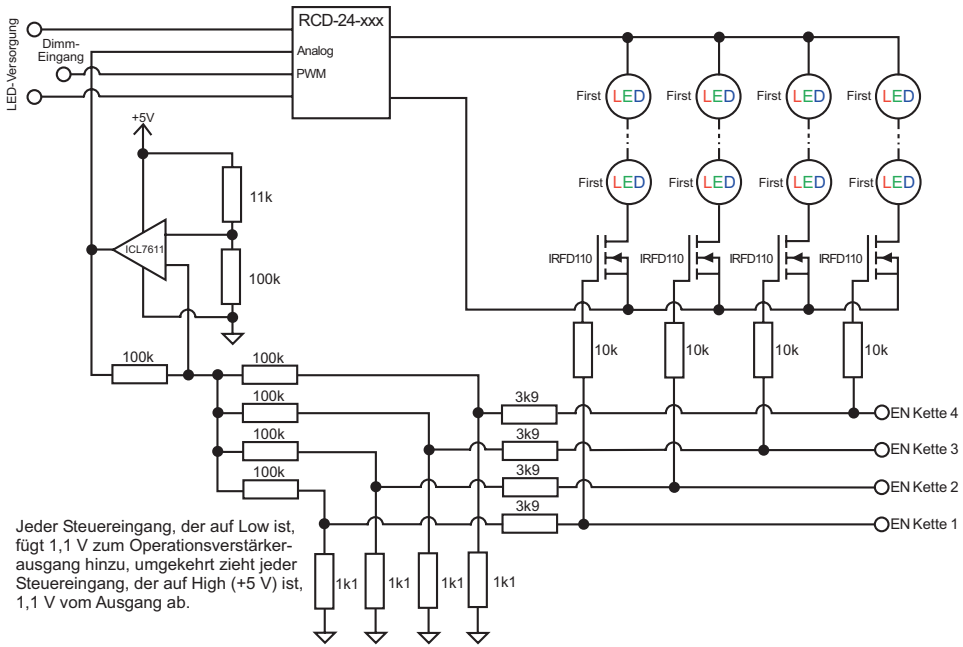 RCD-24-xxx
LED-Versorgung
Dimm-
Eingang
Analog
PWM
+5V
11k
ICL7611
100k
First LED First LED First LED First LED
First LED First LED First LED First LED
IRFD110 IRFD110 IRFD110 IRFD110
10k 10k 10k 10k
100k 100k
100k
100k
100k
3k9 EN Kette 4
3k9 EN Kette 3
3k9 EN Kette 2
3k9 EN Kette 1
1k1 1k1 1k1 1k1
Jeder Steuereingang, der auf Low ist,
fügt 1,1 V zum Operationsverstärker-
ausgang hinzu, umgekehrt zieht jeder
Steuereingang, der auf High (+5 V) ist,
1,1 V vom Ausgang ab.